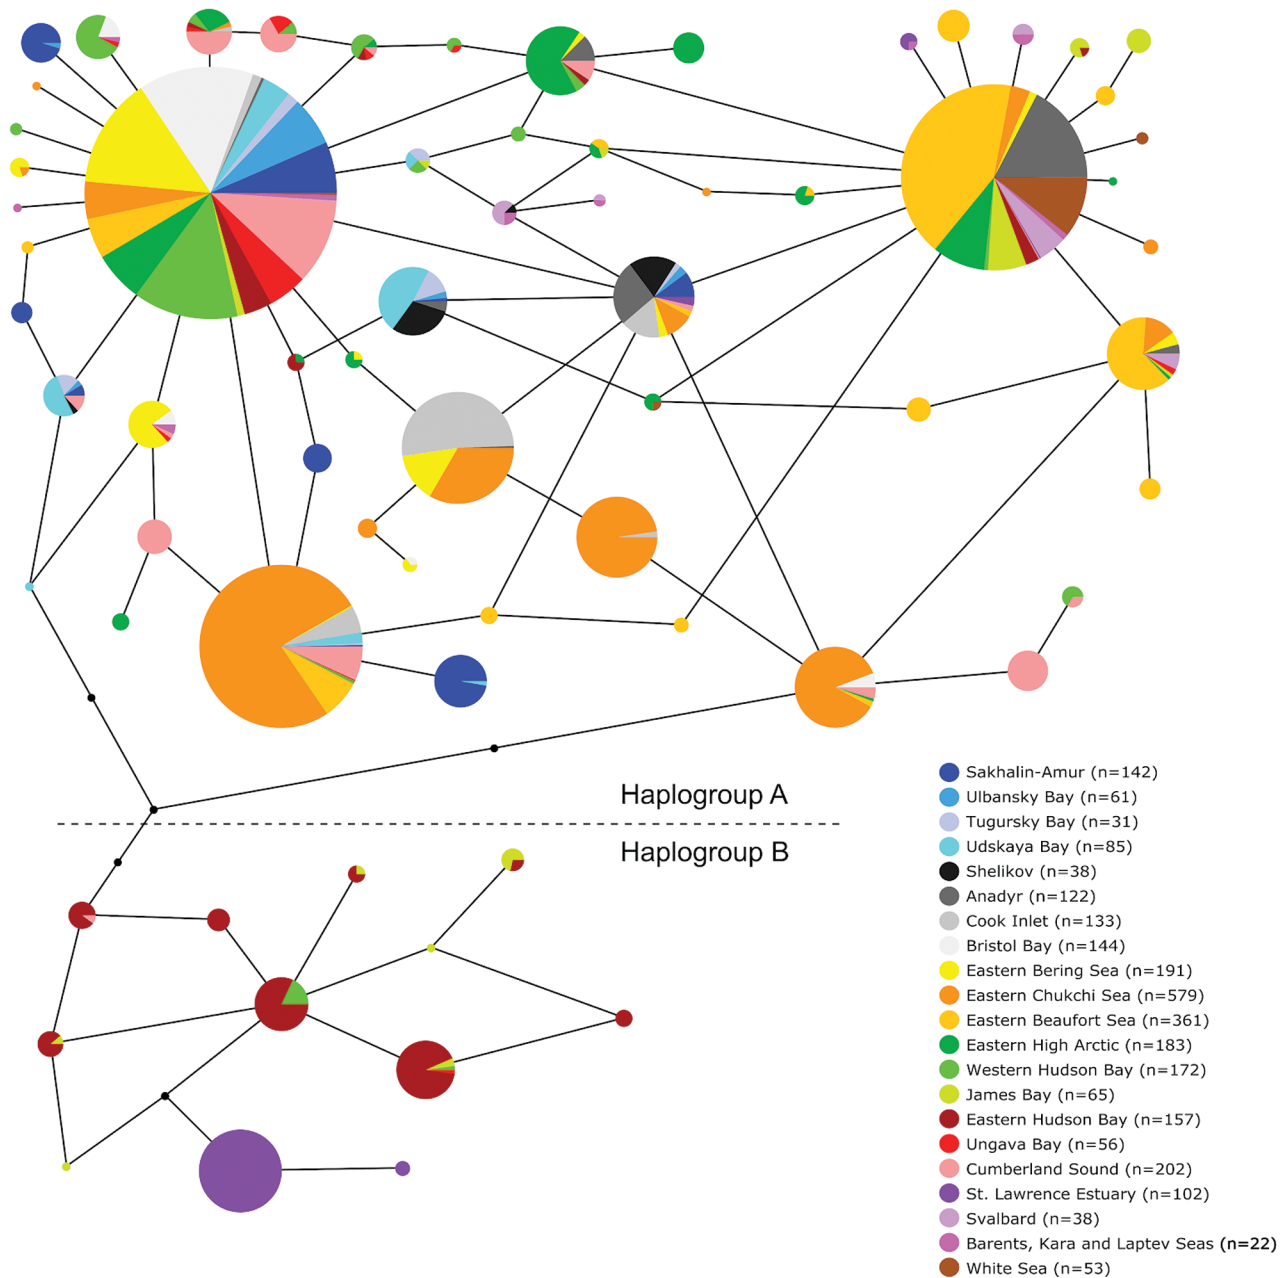 Haplogroup A
Haplogroup B
Sakhalin-Amur (n=142)
Ulbansky Bay (n=61)
Tugursky Bay (n=31)
Udskaya Bay (n=85)
Shelikov (n=38)
Anadyr (n=122)
Cook Inlet (n=133)
Bristol Bay (n=144)
Eastern Bering Sea (n=191)
Eastern Chukchi Sea (n=579)
Eastern Beaufort Sea (n=361)
Eastern High Arctic (n=183)
Western Hudson Bay (n=172)
James Bay (n=65)
Eastern Hudson Bay (n=157)
Ungava Bay (n=56)
Cumberland Sound (n=202)
St. Lawrence Estuary (n=102)
Svalbard (n=38)
Barents, Kara and Laptev Seas (n=22)
White Sea (n=53)